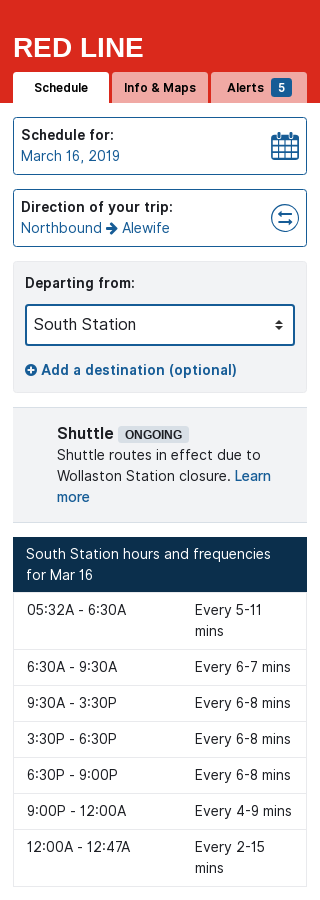 RED LINE
Schedule
Info & Maps
Alerts 5
Schedule for:
March 16, 2019
Direction of your trip:
Northbound → Alewife
Departing from:
South Station
Add a destination (optional)
Shuttle ONGOING
Shuttle routes in effect due to
Wollaston Station closure. Learn
more
South Station hours and frequencies
for Mar 16
05:32A - 6:30A Every 5-11
mins
6:30A - 9:30A Every 6-7 mins
9:30A - 3:30P Every 6-8 mins
3:30P - 6:30P Every 6-8 mins
6:30P - 9:00P Every 6-8 mins
9:00P - 12:00A Every 4-9 mins
12:00A - 12:47A Every 2-15
mins